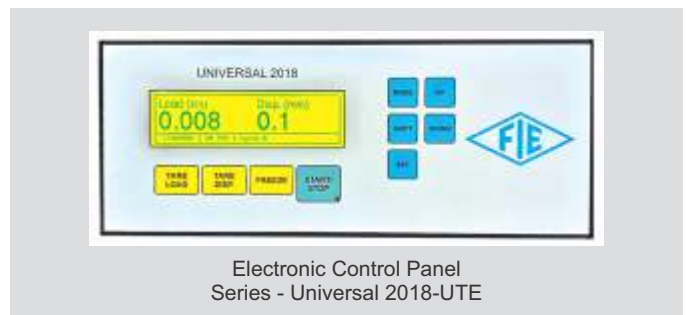 UNIVERSAL 2018
Load (kN) Disp. (mm)
0.008 0.1
TARE LOAD
TARE DISP
FREEZE
START/STOP
FIE
Electronic Control Panel
Series - Universal 2018-UTE